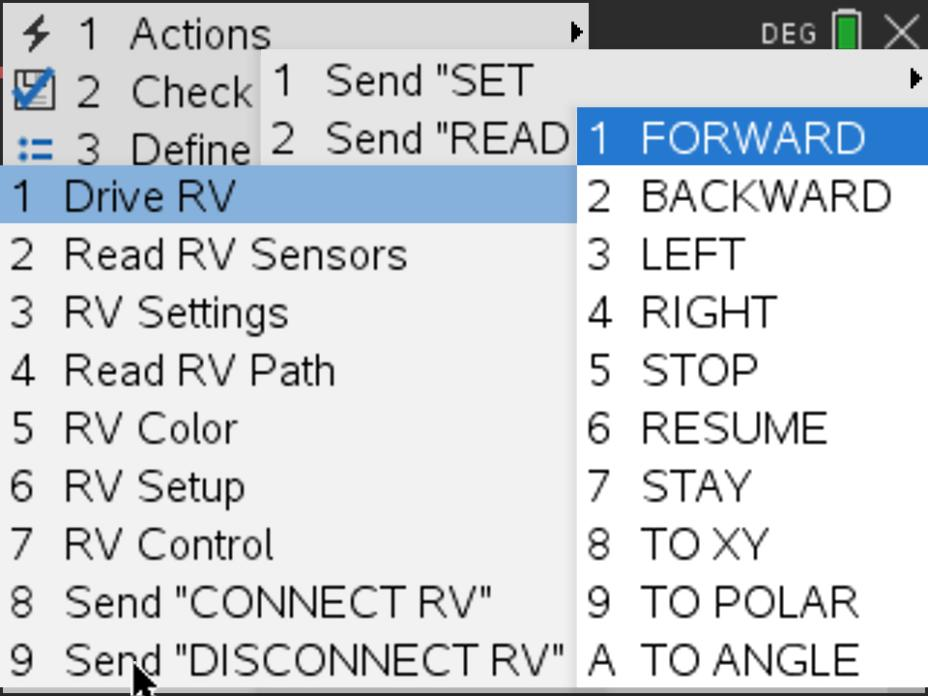 1 Actions
DEG
2 Check
1 Send "SET
3 Define
2 Send "READ
1 Drive RV
2 Read RV Sensors
3 RV Settings
4 Read RV Path
5 RV Color
6 RV Setup
7 RV Control
8 Send "CONNECT RV"
9 Send "DISCONNECT RV"
1 FORWARD
2 BACKWARD
3 LEFT
4 RIGHT
5 STOP
6 RESUME
7 STAY
8 TO XY
9 TO POLAR
A TO ANGLE